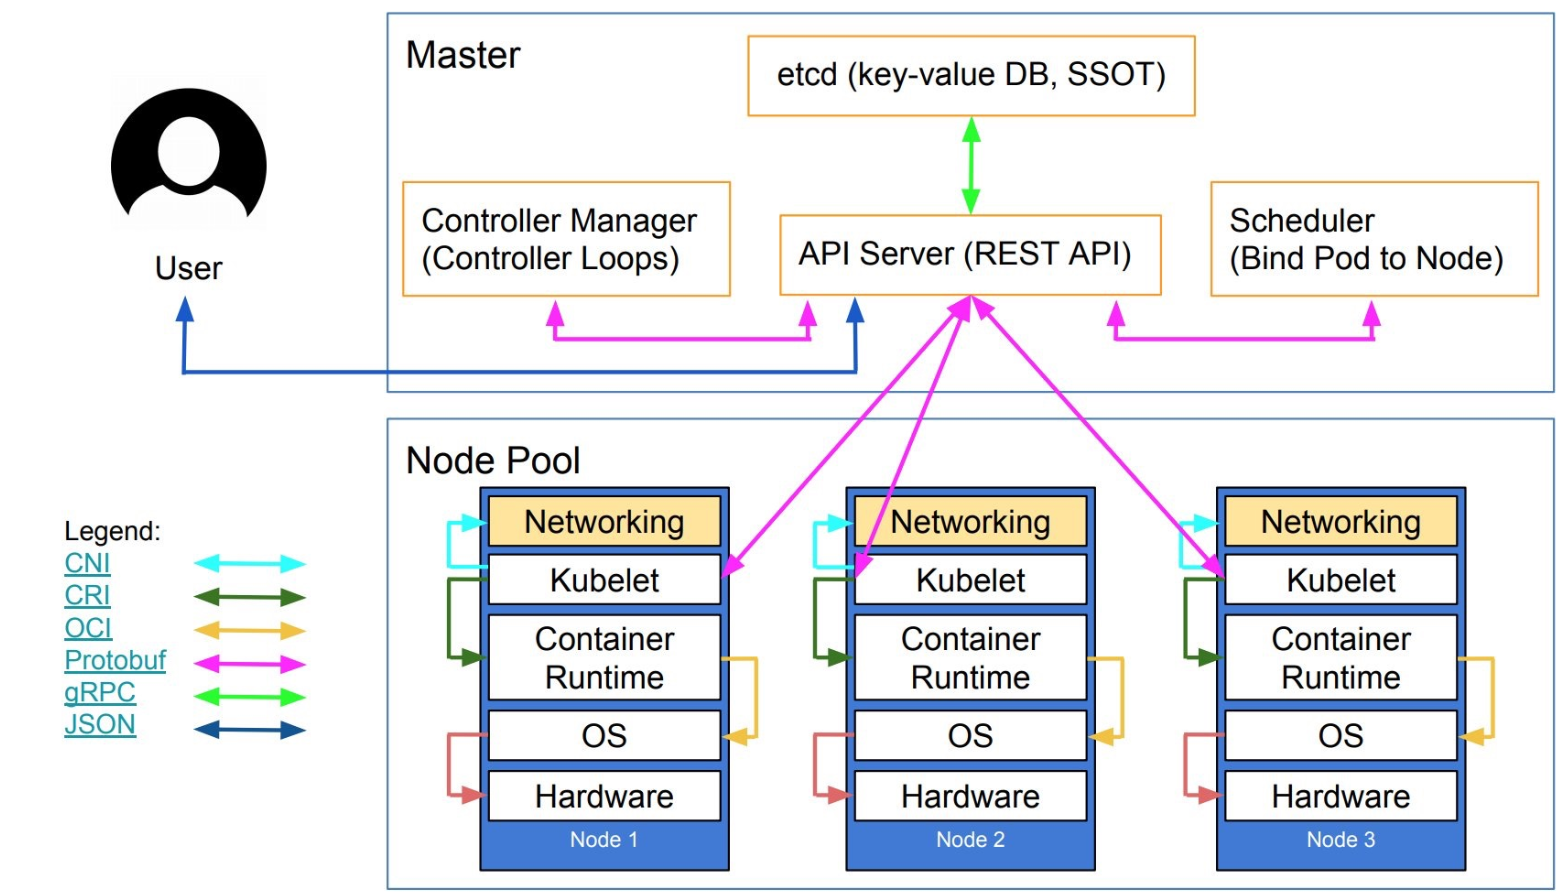 Master
etcd (key-value DB, SSOT)
Controller Manager
(Controller Loops)
API Server (REST API)
Scheduler
(Bind Pod to Node)
User
Node Pool
Legend:
CNI
CRI
OCI
Protobuf
gRPC
JSON
Networking
Kubelet
Container
Runtime
OS
Hardware
Node 1
Networking
Kubelet
Container
Runtime
OS
Hardware
Node 2
Networking
Kubelet
Container
Runtime
OS
Hardware
Node 3